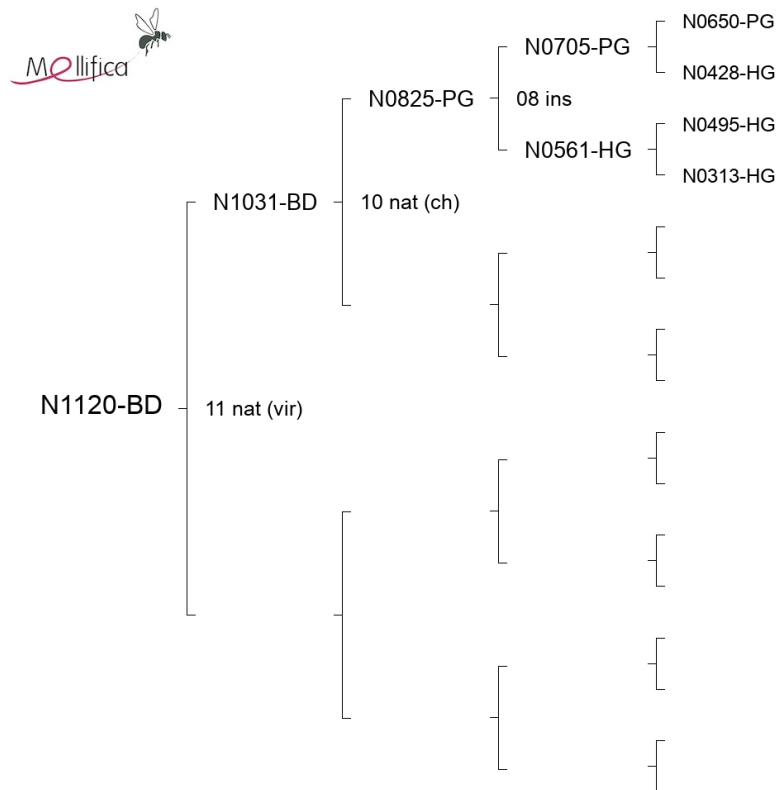 Mellifica
N0650-PG
N0705-PG
N0428-HG
N0825-PG
08 ins
N0495-HG
N0561-HG
N0313-HG
N1031-BD
10 nat (ch)
N1120-BD
11 nat (vir)